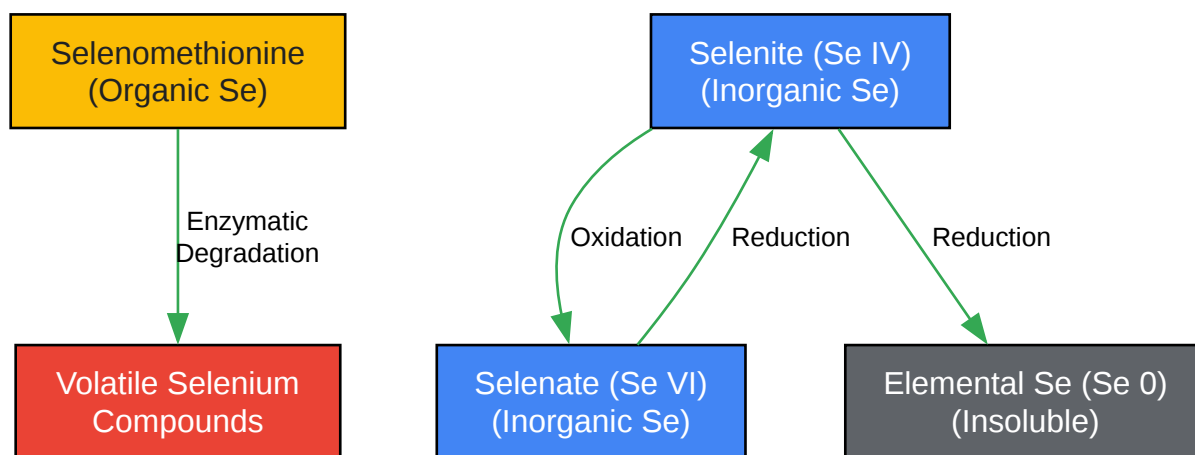 Selenomethionine
(Organic Se)
Selenite (Se IV)
(Inorganic Se)
Enzymatic
Degradation
Oxidation
Reduction
Reduction
Volatile Selenium
Compounds
Selenate (Se VI)
(Inorganic Se)
Elemental Se (Se 0)
(Insoluble)